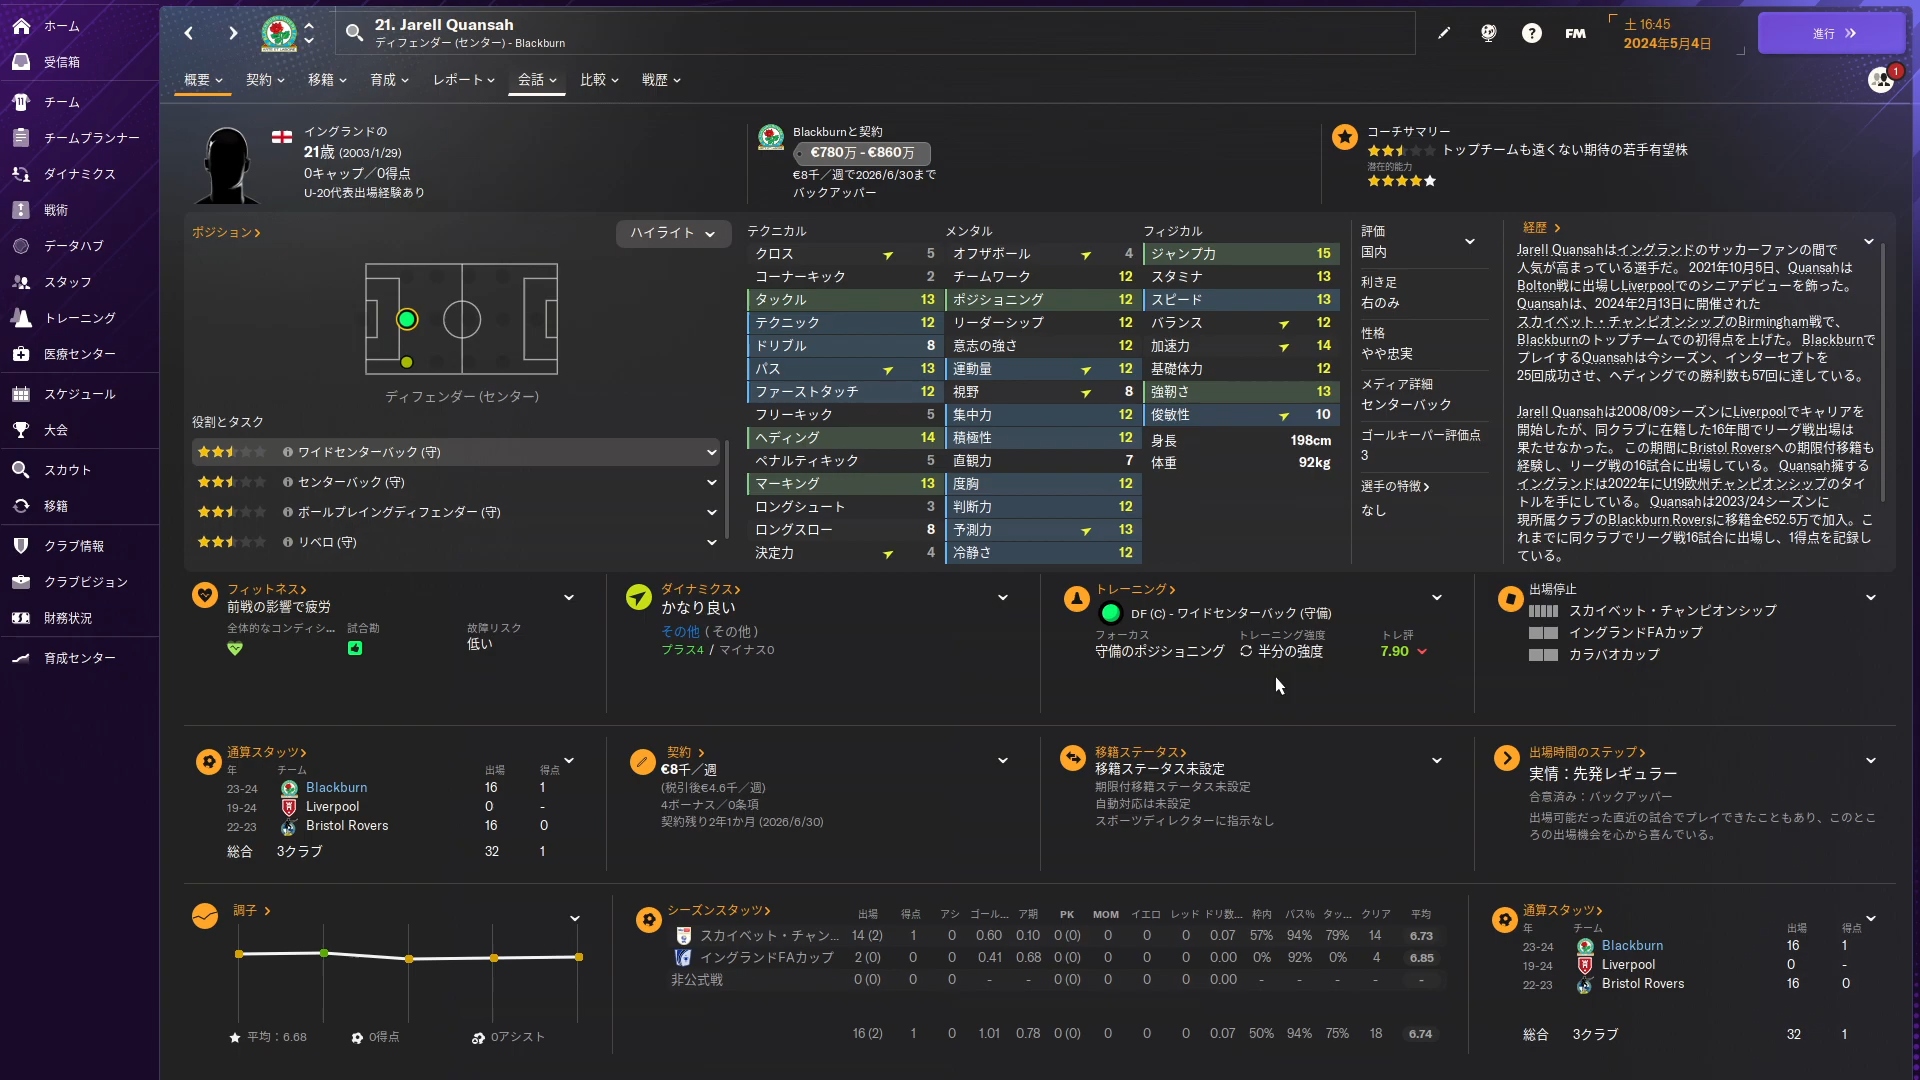 ホーム
受信箱
チーム
チームプランナー
ダイナミクス
戦術
データハブ
スタッフ
トレーニング
医療センター
スケジュール
大会
スカウト
移籍
クラブ情報
クラブビジョン
財務状況
育成センター
21. Jarell Quansah
ディフェンダー (センター) - Blackburn
FM
土 16:45
2024年5月4日
進行
1
概要 契約 移籍 育成 レポート 会話 比較 戦歴
イングランドの
21歳 (2003/1/29)
0キャップ／0得点
U-20代表出場経験あり
Blackburnと契約
€780万 - €860万
€8千／週で2026/6/30まで
バックアッパー
コーチサマリー
トップチームも遠くない期待の若手有望株
潜在的能力
ポジション
ハイライト
ディフェンダー (センター)
役割とタスク
ワイドセンターバック (守)
センターバック (守)
ボールプレイングディフェンダー (守)
リベロ (守)
テクニカル
クロス 5
コーナーキック 2
タックル 13
テクニック 12
ドリブル 8
パス 13
ファーストタッチ 12
フリーキック 5
ヘディング 14
ペナルティキック 5
マーキング 13
ロングシュート 3
ロングスロー 8
決定力 4
メンタル
オフザボール 4
チームワーク 12
ポジショニング 12
リーダーシップ 12
意志の強さ 12
運動量 12
視野 8
集中力 12
積極性 12
直観力 7
度胸 12
判断力 12
予測力 13
冷静さ 12
フィジカル
ジャンプ力 15
スタミナ 13
スピード 13
バランス 12
加速力 14
基礎体力 12
強靭さ 13
俊敏性 10
身長 198cm
体重 92kg
評価
国内
利き足
右のみ
性格
やや忠実
メディア詳細
センターバック
ゴールキーパー評価点
3
選手の特徴
なし
経歴
Jarell Quansahはイングランドのサッカーファンの間で
人気が高まっている選手だ。 2021年10月5日、Quansahは
Bolton戦に出場しLiverpoolでのシニアデビューを飾った。
Quansahは、2024年2月13日に開催された
スカイベット・チャンピオンシップのBirmingham戦で、
Blackburnのトップチームでの初得点を上げた。 Blackburnで
プレイするQuansahは今シーズン、インターセプトを
25回成功させ、ヘディングでの勝利数も57回に達している。
Jarell Quansahは2008/09シーズンにLiverpoolでキャリアを
開始したが、同クラブに在籍した16年間でリーグ戦出場は
果たせなかった。 この期間にBristol Roversへの期限付移籍も
経験し、リーグ戦の16試合に出場している。 Quansah擁する
イングランドは2022年にU19欧州チャンピオンシップのタイ
トルを手にしている。 Quansahは2023/24シーズンに
現所属クラブのBlackburn Roversに移籍金€52.5万で加入。こ
れまでに同クラブでリーグ戦16試合に出場し、1得点を記録し
ている。
フィットネス
前戦の影響で疲労
全体的なコンディシ... 試合勘 故障リスク
低い
ダイナミクス
かなり良い
その他 ( その他 )
プラス4 / マイナス0
トレーニング
DF (C) - ワイドセンターバック (守備)
フォーカス トレーニング強度 トレ評
守備のポジショニング 半分の強度 7.90
出場停止
スカイベット・チャンピオンシップ
イングランドFAカップ
カラバオカップ
通算スタッツ
年 チーム 出場 得点
23-24 Blackburn 16 1
19-24 Liverpool 0 -
22-23 Bristol Rovers 16 0
総合 3クラブ 32 1
契約
€8千／週
(税引後€4.6千／週)
4ボーナス／0条項
契約残り2年1か月 (2026/6/30)
移籍ステータス
移籍ステータス未設定
期限付移籍ステータス未設定
自動対応は未設定
スポーツディレクターに指示なし
出場時間のステップ
実情：先発レギュラー
合意済み：バックアッパー
出場可能だった直近の試合でプレイできたこともあり、このとこ
ろの出場機会を心から喜んでいる。
調子
平均：6.68 0得点 0アシスト
シーズンスタッツ
出場 得点 アシ ゴール... ア期 PK MOM イエロ レッド ドリ数... 枠内 パス% タッ... クリア 平均
スカイベット・チャン... 14 (2) 1 0 0.60 0.10 0 (0) 0 0 0 0.07 57% 94% 79% 14 6.73
イングランドFAカップ 2 (0) 0 0 0.41 0.68 0 (0) 0 0 0 0.00 0% 92% 0% 4 6.85
非公式戦 0 (0) 0 0 - - 0 (0) 0 0 0 0.00 - - - - -
16 (2) 1 0 1.01 0.78 0 (0) 0 0 0 0.07 50% 94% 75% 18 6.74
通算スタッツ
年 チーム 出場 得点
23-24 Blackburn 16 1
19-24 Liverpool 0 -
22-23 Bristol Rovers 16 0
総合 3クラブ 32 1